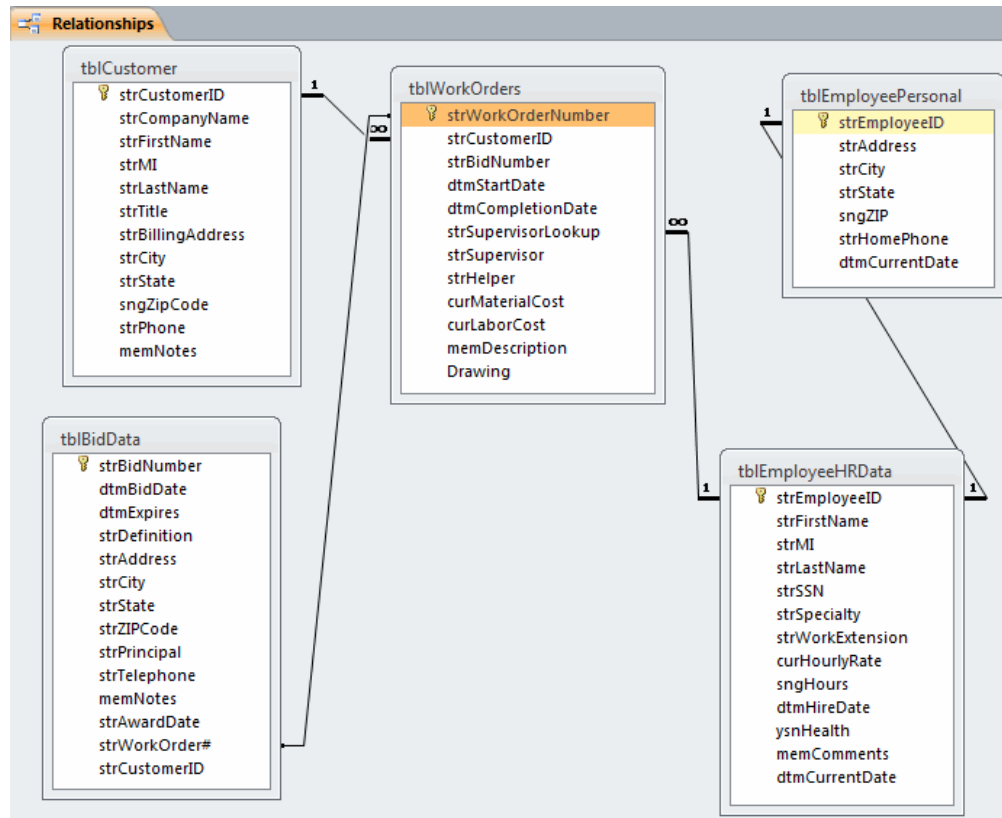 Relationships
tblCustomer
strCustomerID
strCompanyName
strFirstName
strMI
strLastName
strTitle
strBillingAddress
strCity
strState
sngZipCode
strPhone
memNotes
1
∞
tblWorkOrders
strWorkOrderNumber
strCustomerID
strBidNumber
dtmStartDate
dtmCompletionDate
strSupervisorLookup
strSupervisor
strHelper
curMaterialCost
curLaborCost
memDescription
Drawing
∞
1
tblEmployeePersonal
strEmployeeID
strAddress
strCity
strState
sngZIP
strHomePhone
dtmCurrentDate
1
tblBidData
strBidNumber
dtmBidDate
dtmExpires
strDefinition
strAddress
strCity
strState
strZIPCode
strPrincipal
strTelephone
memNotes
strAwardDate
strWorkOrder#
strCustomerID
tblEmployeeHRData
strEmployeeID
strFirstName
strMI
strLastName
strSSN
strSpecialty
strWorkExtension
curHourlyRate
sngHours
dtmHireDate
ysnHealth
memComments
dtmCurrentDate
1